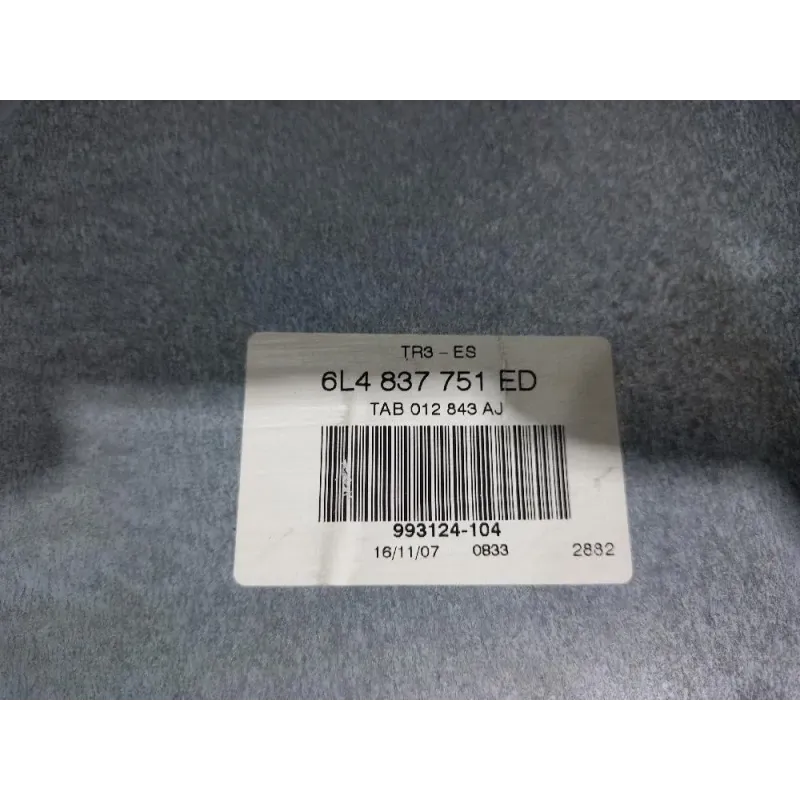 TR3 - ES
6L4 837 751 ED
TAB 012 843 AJ
993124-104
16/11/07 0833 2882